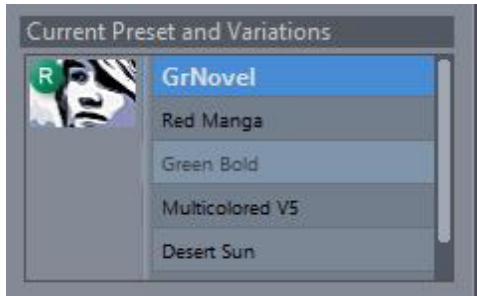 Current Preset and Variations
R
GrNovel
Red Manga
Green Bold
Multicolored V5
Desert Sun